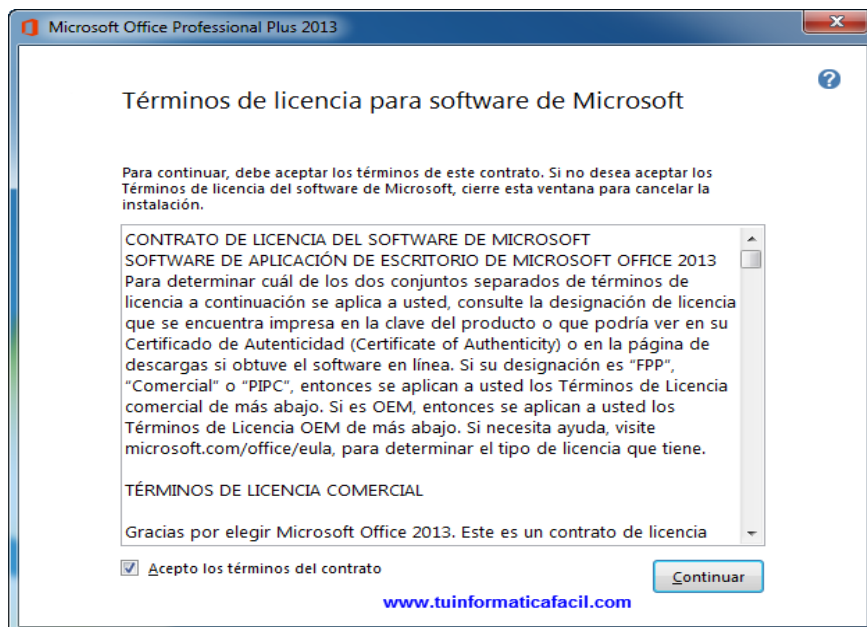 Microsoft Office Professional Plus 2013
Términos de licencia para software de Microsoft
Para continuar, debe aceptar los términos de este contrato. Si no desea aceptar los
Términos de licencia del software de Microsoft, cierre esta ventana para cancelar la
instalación.
CONTRATO DE LICENCIA DEL SOFTWARE DE MICROSOFT
SOFTWARE DE APLICACIÓN DE ESCRITORIO DE MICROSOFT OFFICE 2013
Para determinar cuál de los dos conjuntos separados de términos de
licencia a continuación se aplica a usted, consulte la designación de licencia
que se encuentra impresa en la clave del producto o que podría ver en su
Certificado de Autenticidad (Certificate of Authenticity) o en la página de
descargas si obtuve el software en línea. Si su designación es “FPP”,
“Comercial” o “PIPC”, entonces se aplican a usted los Términos de Licencia
comercial de más abajo. Si es OEM, entonces se aplican a usted los
Términos de Licencia OEM de más abajo. Si necesita ayuda, visite
microsoft.com/office/eula, para determinar el tipo de licencia que tiene.
TÉRMINOS DE LICENCIA COMERCIAL
Gracias por elegir Microsoft Office 2013. Este es un contrato de licencia
Acepto los términos del contrato
Continuar
www.tuinformaticafacil.com